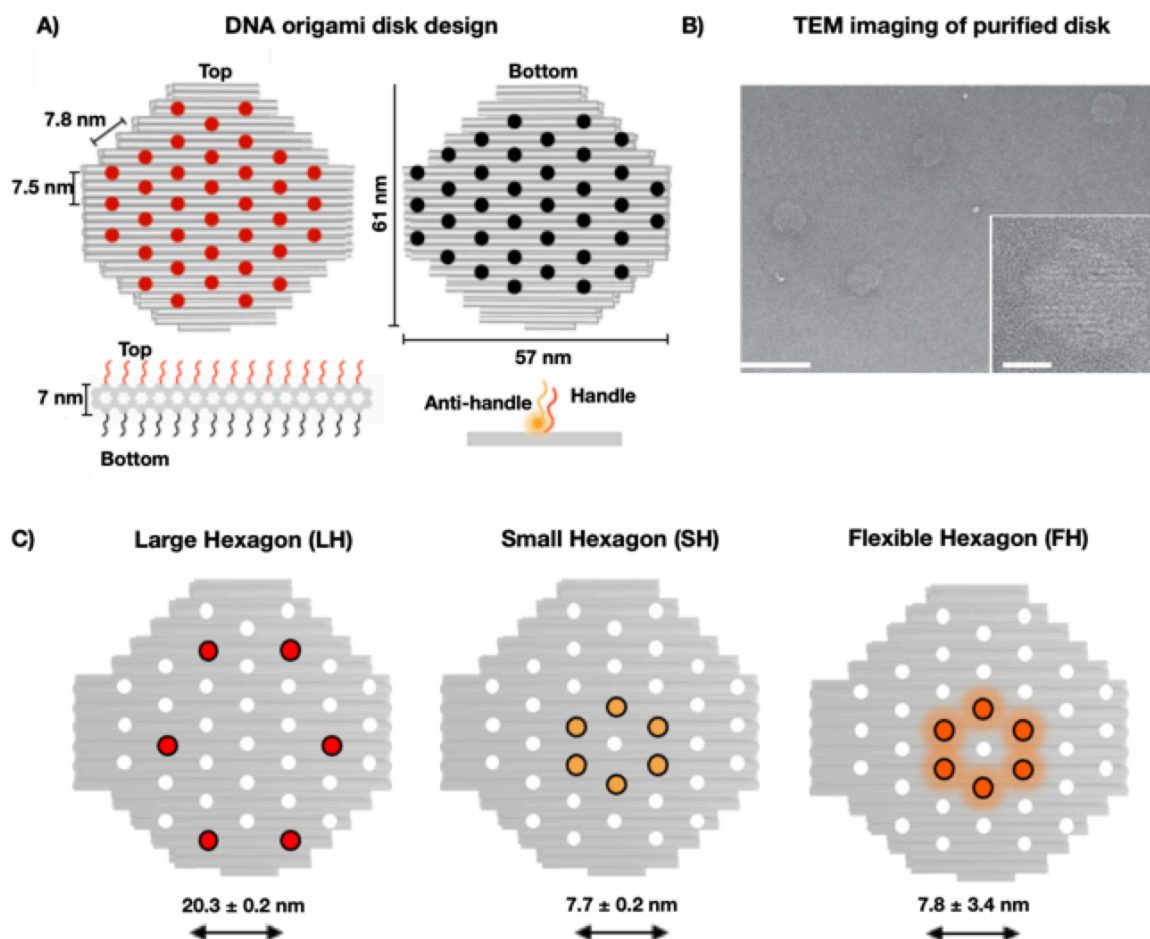 A) DNA origami disk design
Top
Bottom
7.8 nm
7.5 nm
61 nm
57 nm
Top
7 nm
Bottom
Anti-handle
Handle
B) TEM imaging of purified disk
C)
Large Hexagon (LH)
Small Hexagon (SH)
Flexible Hexagon (FH)
20.3 ± 0.2 nm
7.7 ± 0.2 nm
7.8 ± 3.4 nm